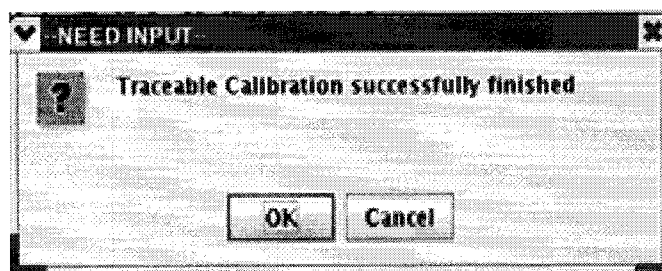 --NEED INPUT--
?
Traceable Calibration successfully finished
OK Cancel